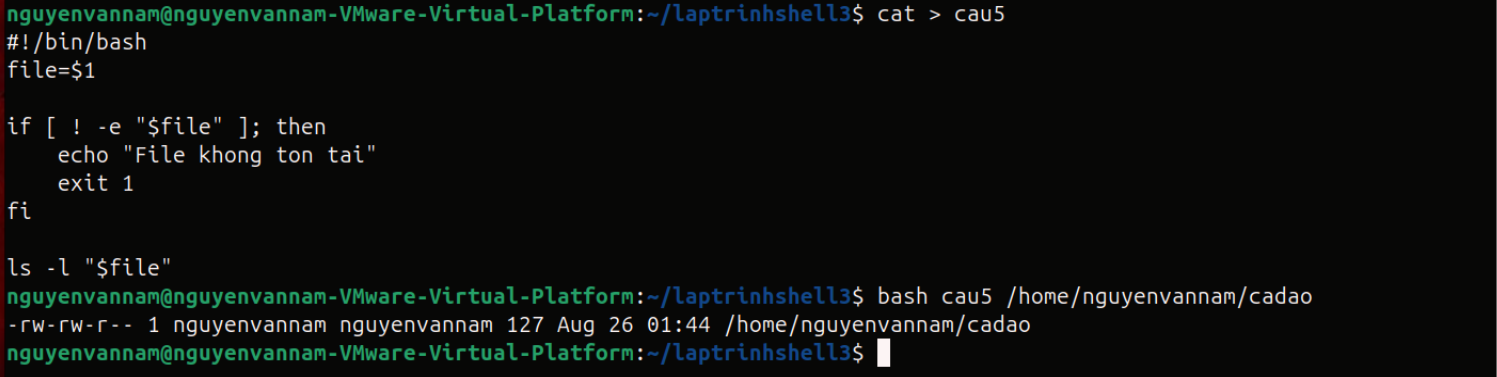 nguyenvannam@nguyenvannam-VMware-Virtual-Platform:~/laptrinhshell3$ cat > cau5
#!/bin/bash
file=$1

if [ ! -e "$file" ]; then
    echo "File khong ton tai"
    exit 1
fi

ls -l "$file"
nguyenvannam@nguyenvannam-VMware-Virtual-Platform:~/laptrinhshell3$ bash cau5 /home/nguyenvannam/cadao
-rw-rw-r-- 1 nguyenvannam nguyenvannam 127 Aug 26 01:44 /home/nguyenvannam/cadao
nguyenvannam@nguyenvannam-VMware-Virtual-Platform:~/laptrinhshell3$